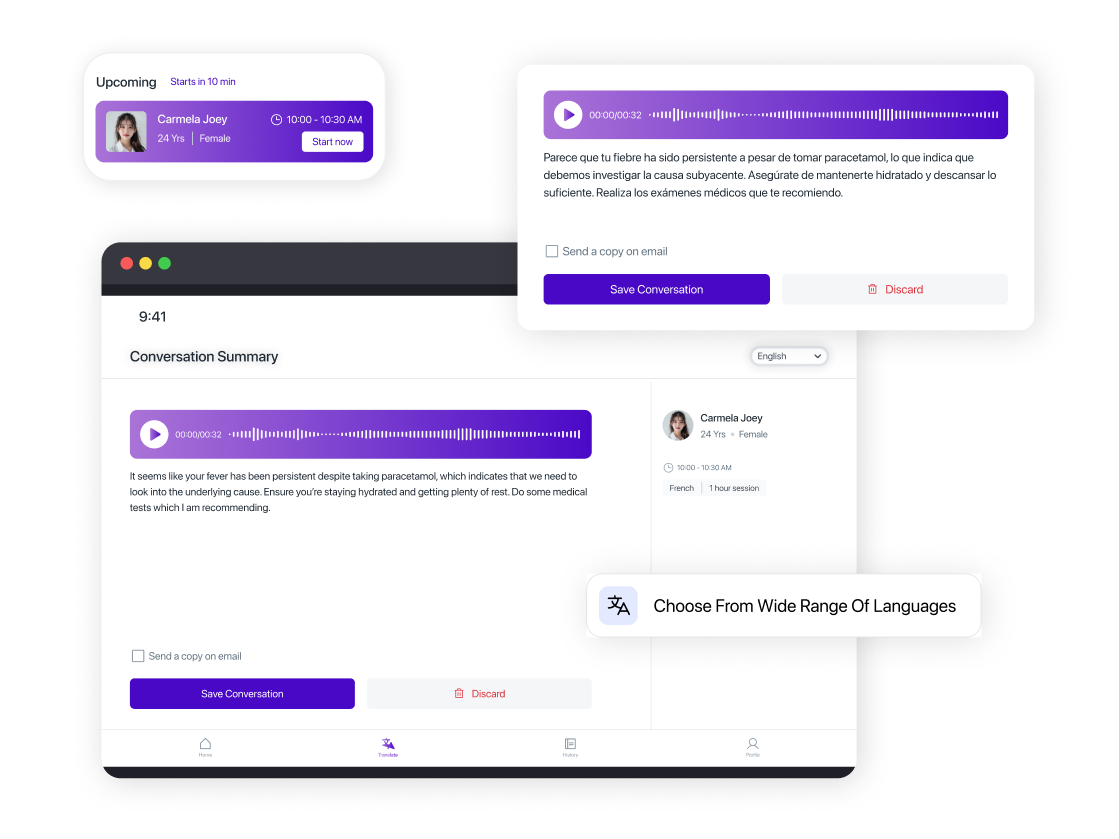 Upcoming Starts in 10 min
Carmela Joey 10:00 - 10:30 AM
24 Yrs Female Start now
00:00/00:32
Parece que tu fiebre ha sido persistente a pesar de tomar paracetamol, lo que indica que
debemos investigar la causa subyacente. Asegúrate de mantenerte hidratado y descansar lo
suficiente. Realiza los exámenes médicos que te recomiendo.
Send a copy on email
Save Conversation Discard
9:41
Conversation Summary English
00:00/00:32
It seems like your fever has been persistent despite taking paracetamol, which indicates that we need to
look into the underlying cause. Ensure you're staying hydrated and getting plenty of rest. Do some medical
tests which I am recommending.
Carmela Joey
24 Yrs Female
10:00 - 10:30 AM
French 1 hour session
文A Choose From Wide Range Of Languages
Send a copy on email
Save Conversation Discard
Home Translate History Profile